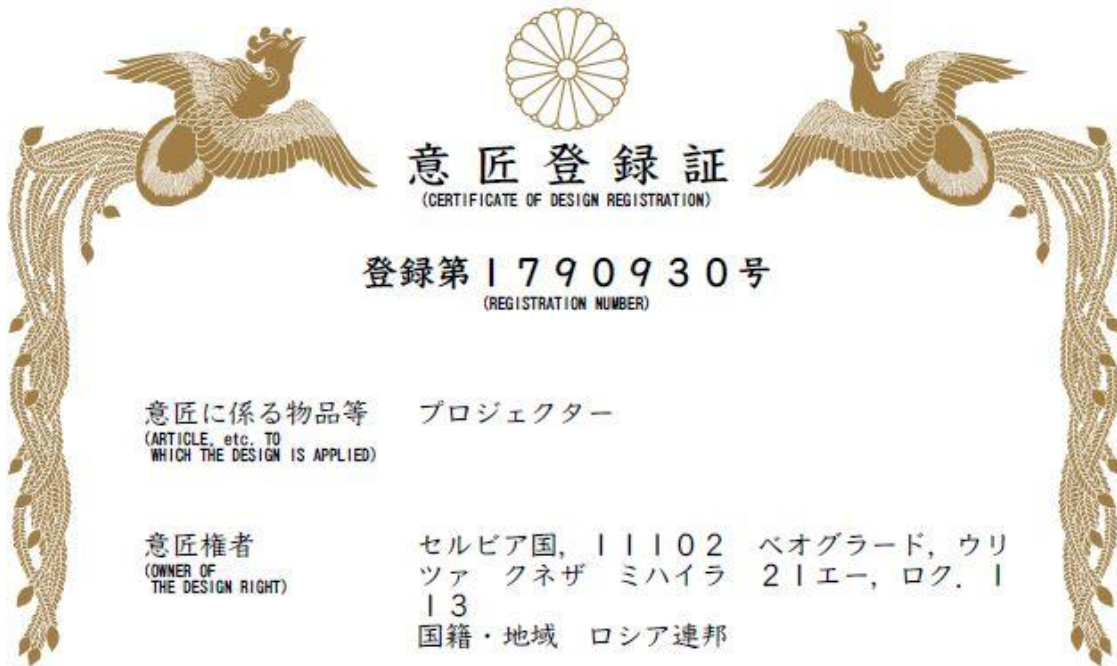 意匠登録証
(CERTIFICATE OF DESIGN REGISTRATION)
登録第1790930号
(REGISTRATION NUMBER)
意匠に係る物品等 プロジェクター
(ARTICLE, etc. TO
WHICH THE DESIGN IS APPLIED)
意匠権者
(OWNER OF
THE DESIGN RIGHT)
セルビア国，11102 ベオグラード，ウリ
ツァ クネザ ミハイラ 21エー，ロク．1
13
国籍・地域 ロシア連邦